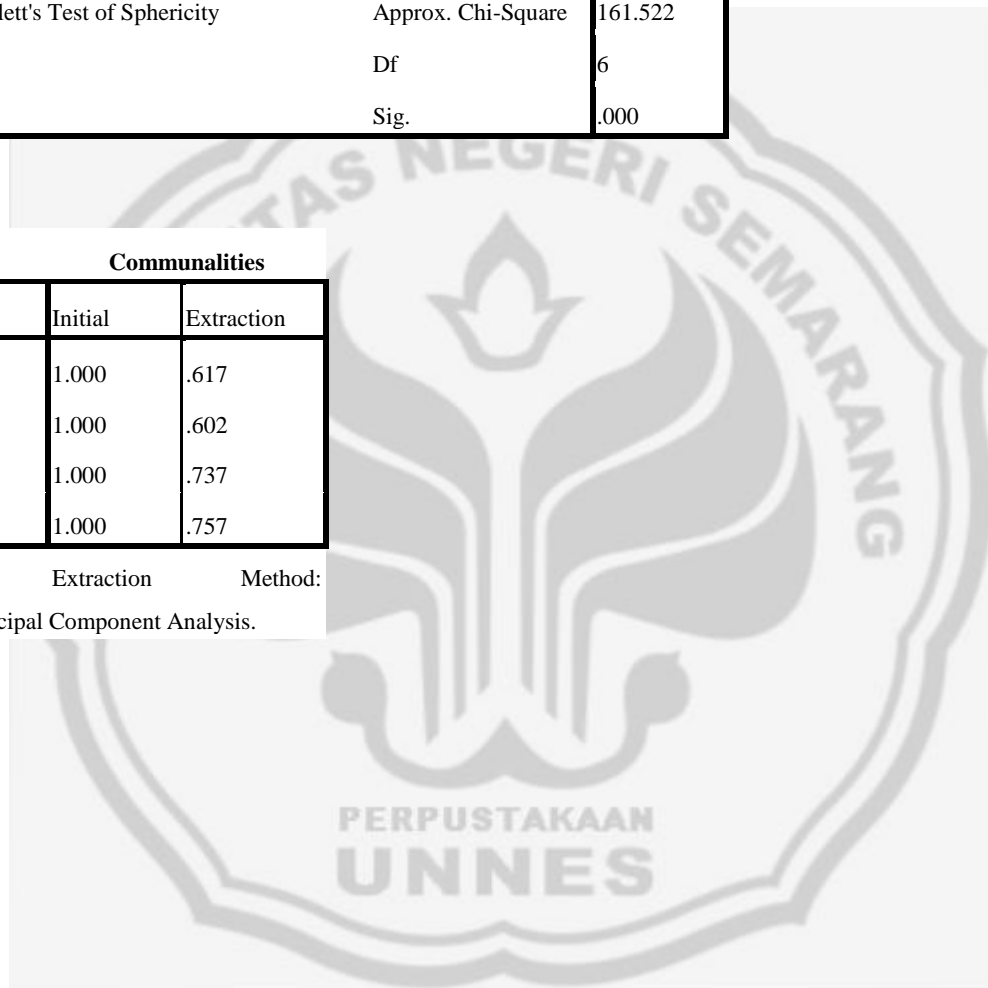 lett's Test of Sphericity Approx. Chi-Square 161.522
Df 6
Sig. .000
TAS NEGERI SEMARANG
Communalities
Initial Extraction
1.000 .617
1.000 .602
1.000 .737
1.000 .757
Extraction Method:
cipal Component Analysis.
PERPUSTAKAAN
UNNES